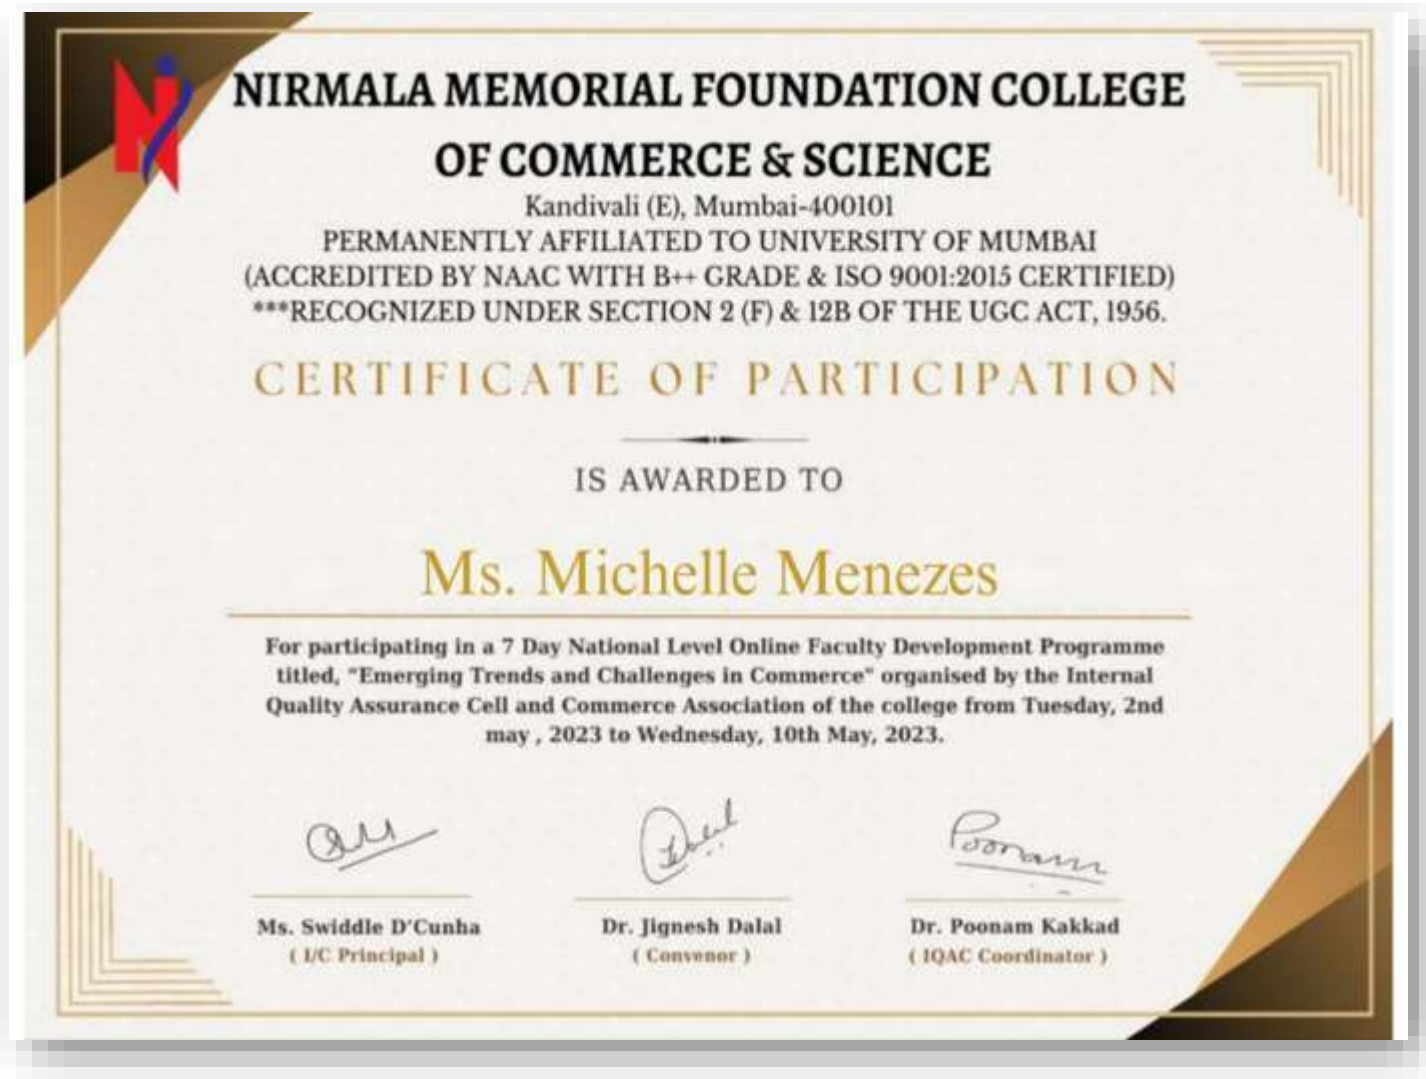 NIRMALA MEMORIAL FOUNDATION COLLEGE
OF COMMERCE & SCIENCE
Kandivali (E), Mumbai-400101
PERMANENTLY AFFILIATED TO UNIVERSITY OF MUMBAI
(ACCREDITED BY NAAC WITH B++ GRADE & ISO 9001:2015 CERTIFIED)
***RECOGNIZED UNDER SECTION 2 (F) & 12B OF THE UGC ACT, 1956.
CERTIFICATE OF PARTICIPATION
IS AWARDED TO
Ms. Michelle Menezes
For participating in a 7 Day National Level Online Faculty Development Programme
titled, "Emerging Trends and Challenges in Commerce" organised by the Internal
Quality Assurance Cell and Commerce Association of the college from Tuesday, 2nd
may , 2023 to Wednesday, 10th May, 2023.
Poonam
Ms. Swiddle D'Cunha Dr. Jignesh Dalal Dr. Poonam Kakkad
( I/C Principal ) ( Convenor ) ( IQAC Coordinator )